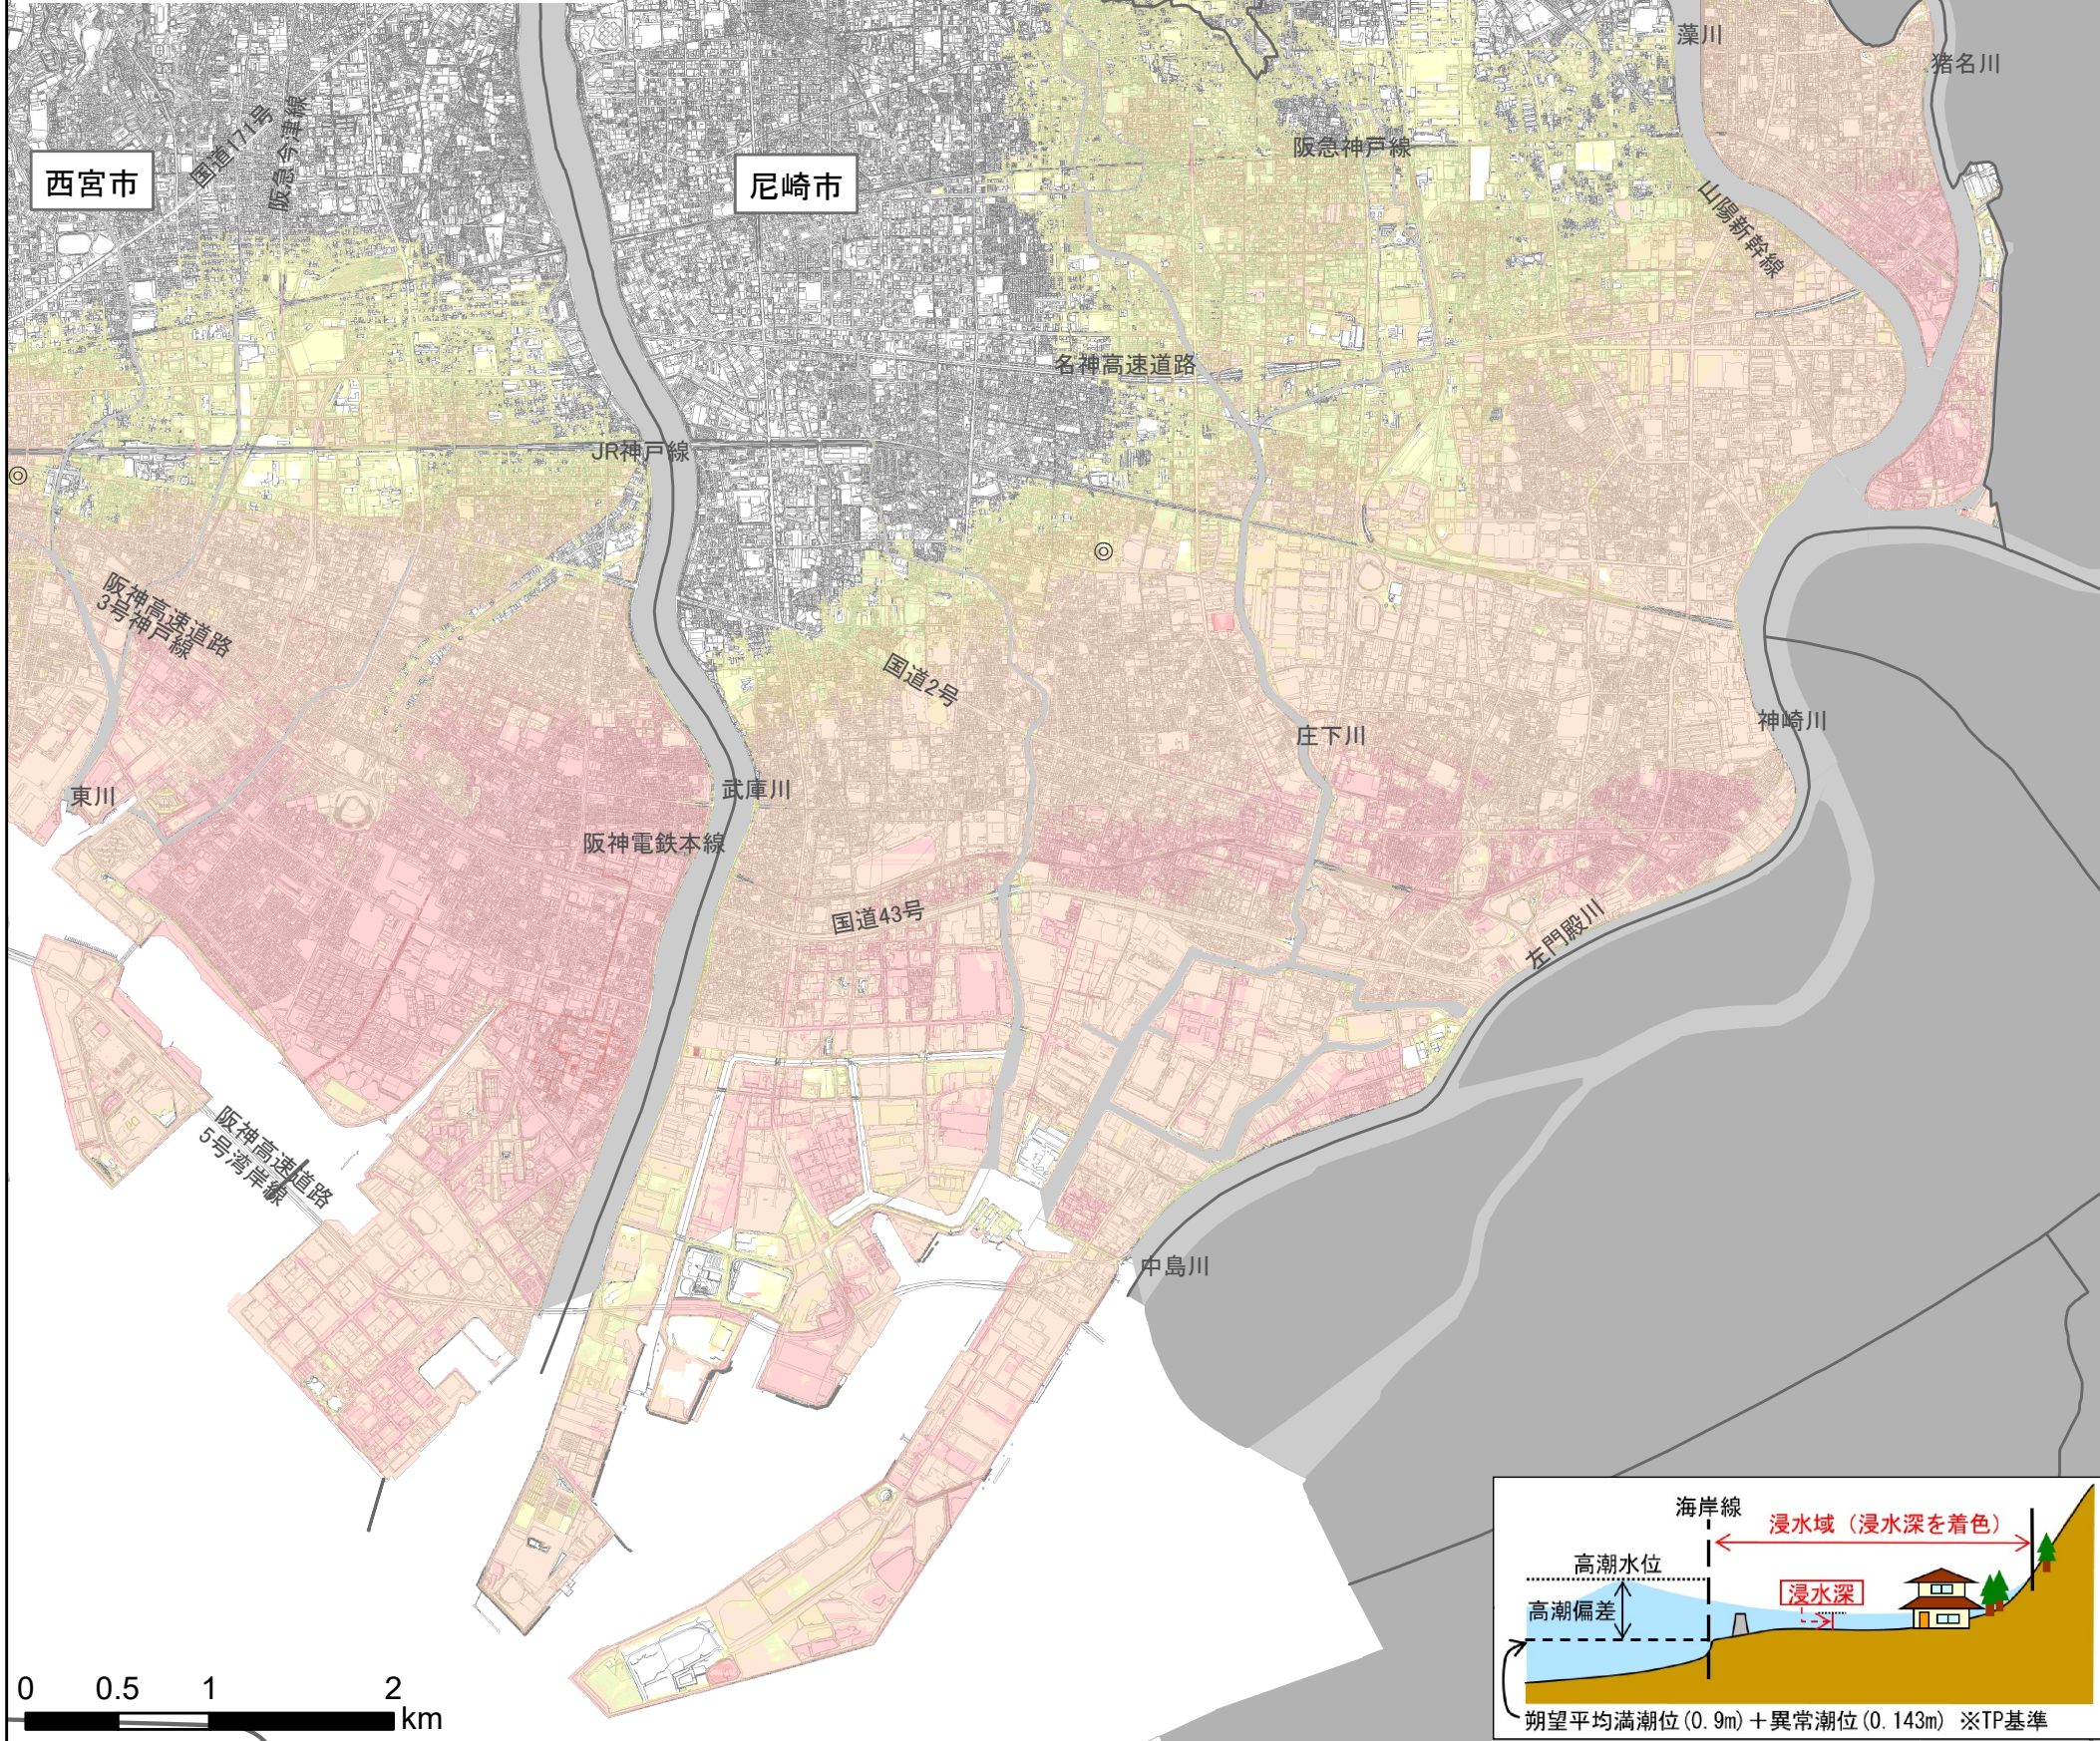 藻川
猪名川
国道171号
阪急今津線
西宮市
尼崎市
阪急神戸線
山陽新幹線
名神高速道路
JR神戸線
阪神高速道路
3号神戸線
国道2号
神崎川
庄下川
東川
武庫川
阪神電鉄本線
国道43号
左門殿川
阪神高速道路
5号湾岸線
中島川
海岸線
浸水域（浸水深を着色）
高潮水位
浸水深
高潮偏差
朔望平均満潮位(0.9m)＋異常潮位(0.143m) ※TP基準
0 0.5 1 2
km